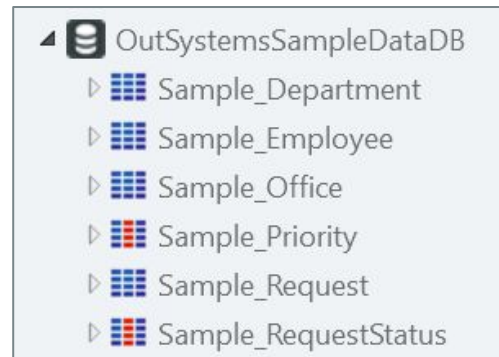 OutSystemsSampleDataDB
Sample_Department
Sample_Employee
Sample_Office
Sample_Priority
Sample_Request
Sample_RequestStatus